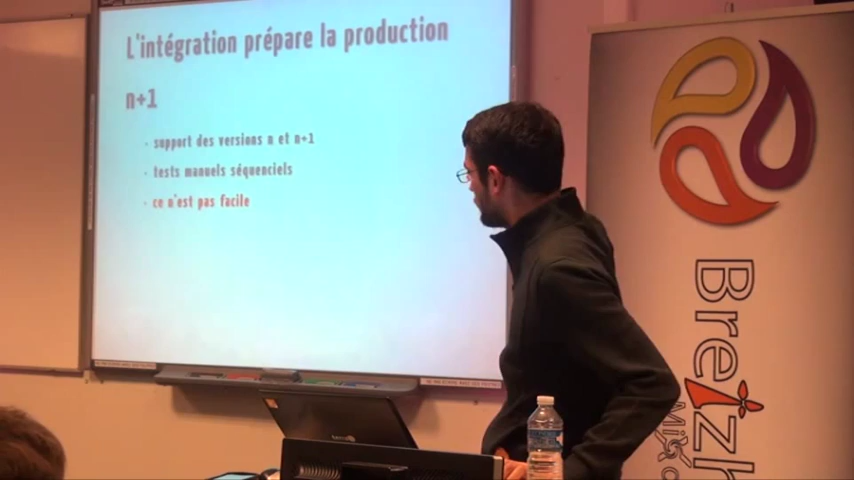 L'intégration prépare la production
n+1
- support des versions n et n+1
- tests manuels séquenciels
- ce n'est pas facile
Breizh